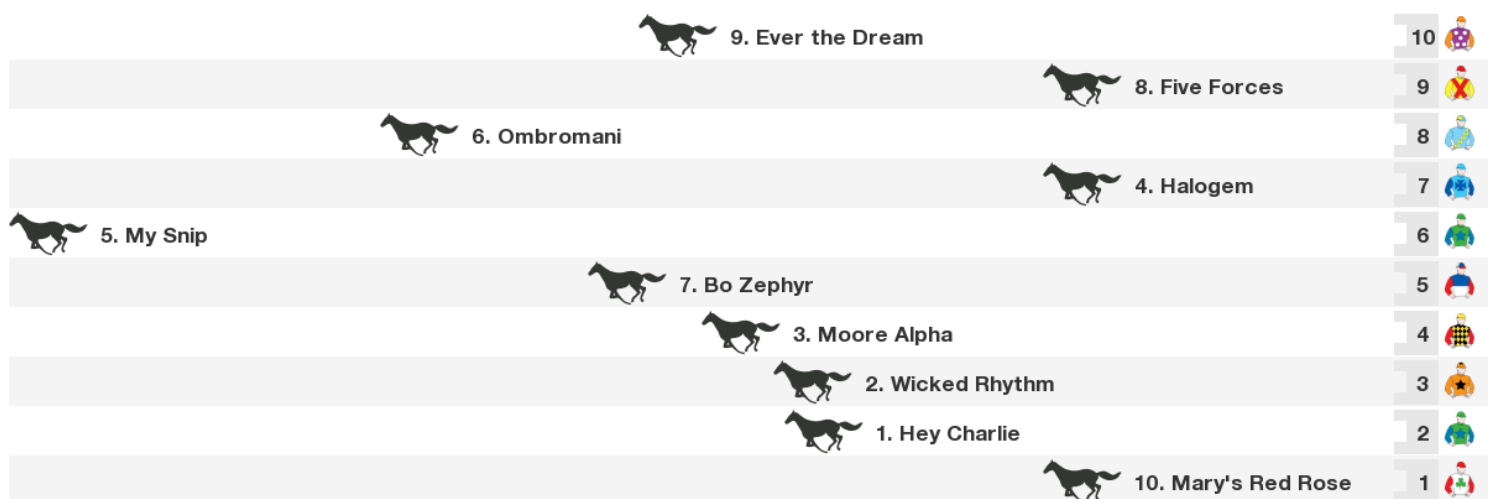 9. Ever the Dream 10
8. Five Forces 9
6. Ombromani 8
4. Halogem 7
5. My Snip 6
7. Bo Zephyr 5
3. Moore Alpha 4
2. Wicked Rhythm 3
1. Hey Charlie 2
10. Mary's Red Rose 1